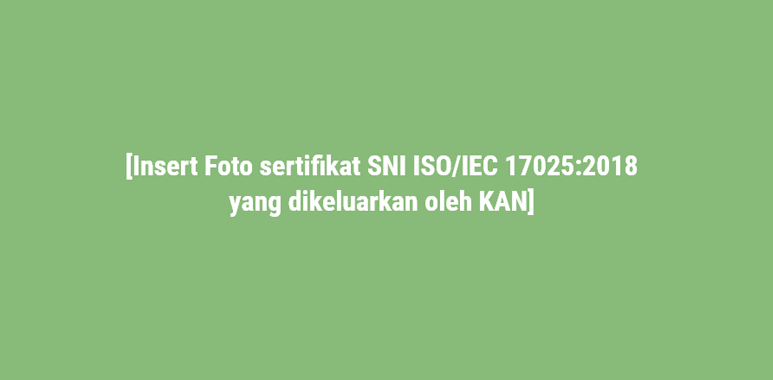 [Insert Foto sertifikat SNI ISO/IEC 17025:2018
yang dikeluarkan oleh KAN]